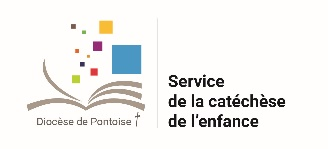 Diocèse de Pontoise
Service
de la catéchèse
de l'enfance